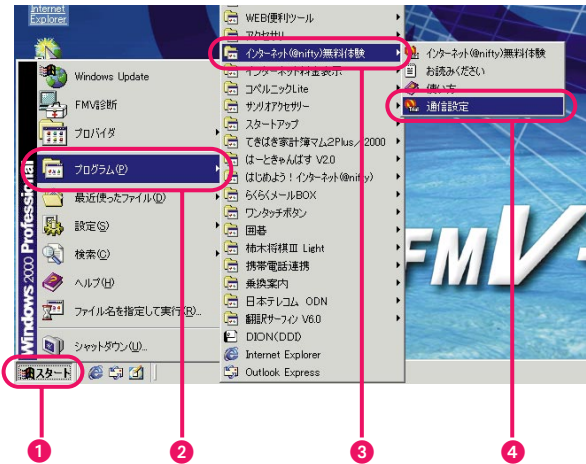 Internet
Explorer
Windows Update
FMV診断
プロバイダ
プログラム(P)
最近使ったファイル(D)
設定(S)
検索(C)
ヘルプ(H)
ファイル名を指定して実行(R)...
シャットダウン(U)...
Windows 2000 Professional
スタート
WEB便利ツール
アクセサリ
インターネット(@nifty)無料体験
インターネット料金表示
コペルニックLite
サンリオアクセサリー
スタートアップ
てきぱき家計簿マム2Plus／2000
はーときゃんばす V2.0
はじめよう！インターネット(@nifty)
らくらくメールBOX
ワンタッチボタン
囲碁
柿木将棋Ⅲ Light
携帯電話連携
乗換案内
日本テレコム ODN
翻訳サーフィン V6.0
DION(DDI)
Internet Explorer
Outlook Express
インターネット(@nifty)無料体験
お読みください
使い方
通信設定
FMV
1
2
3
4